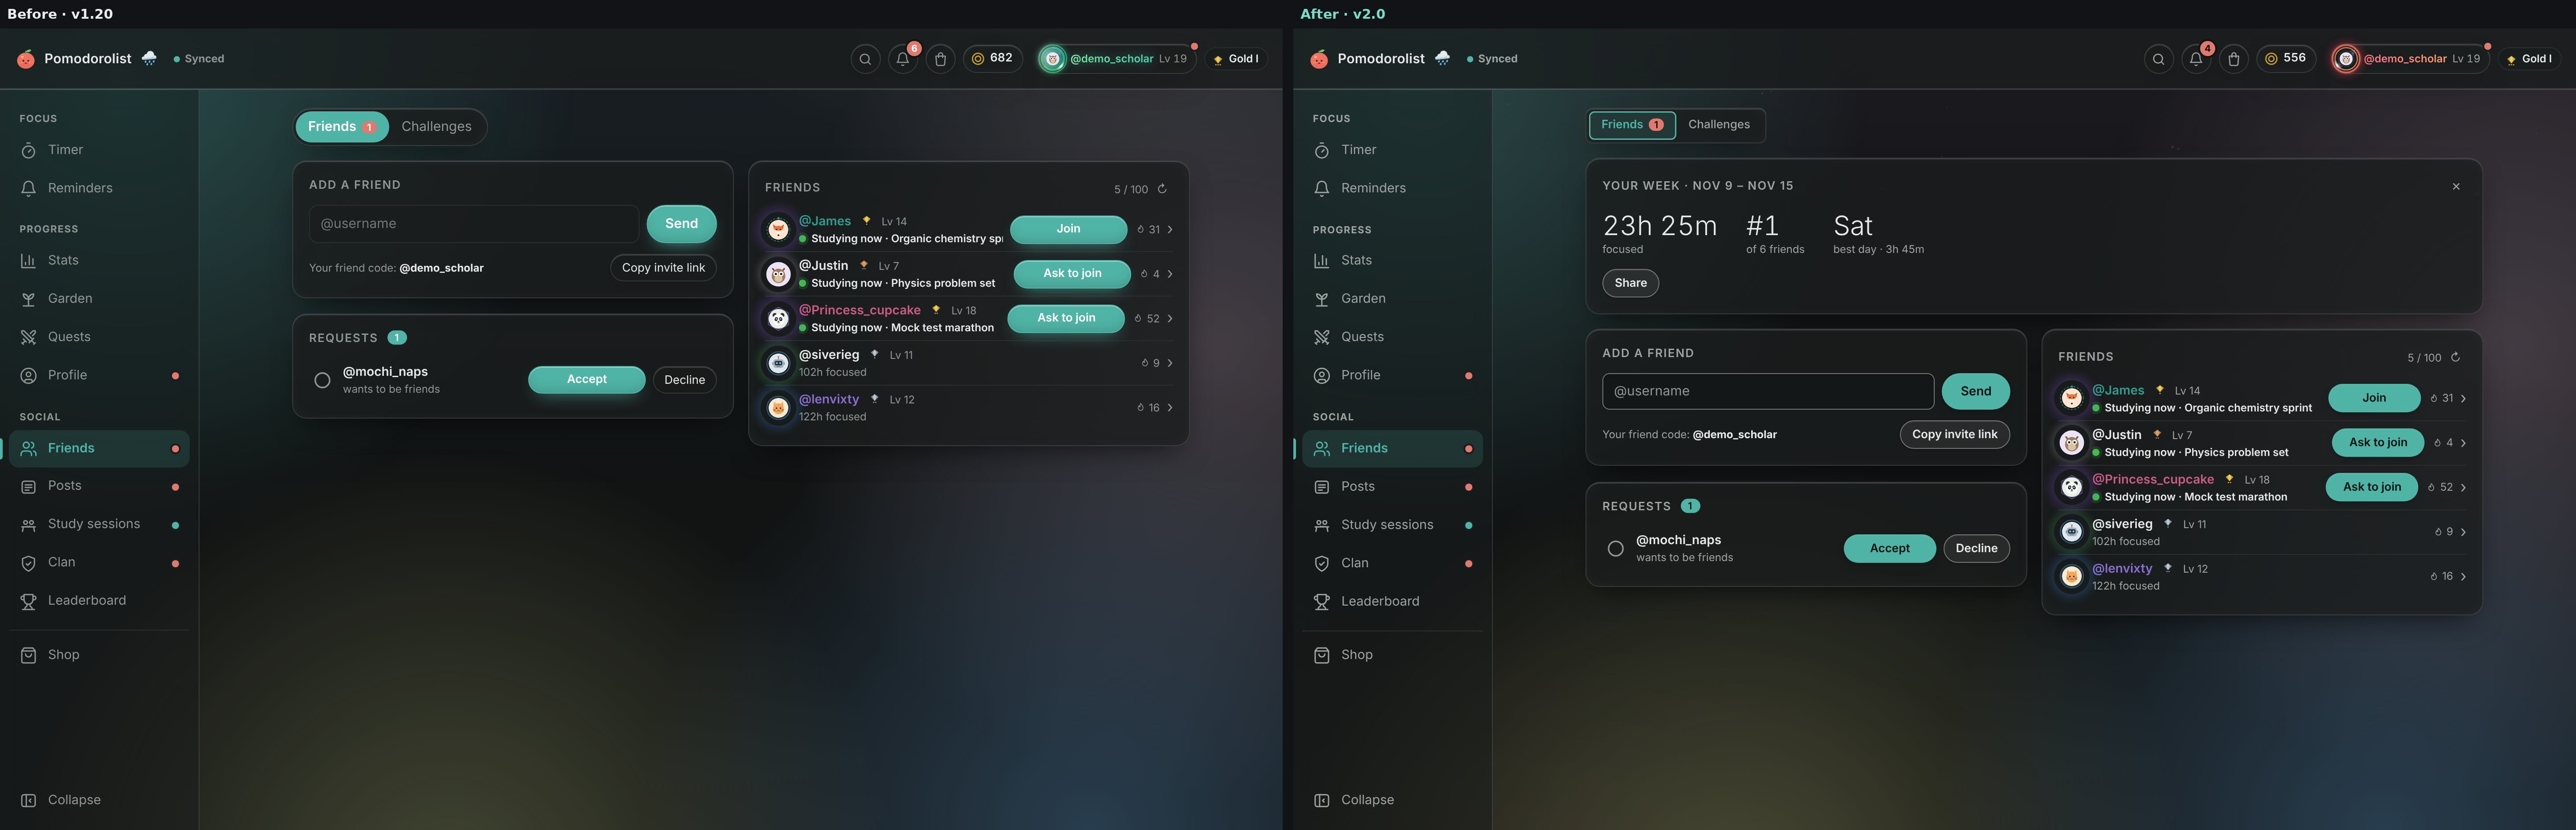 Before · v1.20
Pomodorolist
Synced
6
682
@demo_scholar Lv 19
Gold I
FOCUS
Timer
Reminders
PROGRESS
Stats
Garden
Quests
Profile
SOCIAL
Friends
Posts
Study sessions
Clan
Leaderboard
Shop
Collapse
Friends 1
Challenges
ADD A FRIEND
@username
Send
Your friend code: @demo_scholar
Copy invite link
REQUESTS 1
@mochi_naps
wants to be friends
Accept
Decline
FRIENDS
5 / 100
@James Lv 14
Studying now · Organic chemistry spr
Join
31
@Justin Lv 7
Studying now · Physics problem set
Ask to join
4
@Princess_cupcake Lv 18
Studying now · Mock test marathon
Ask to join
52
@siverieg Lv 11
102h focused
9
@lenvixty Lv 12
122h focused
16
After · v2.0
Pomodorolist
Synced
4
556
@demo_scholar Lv 19
Gold I
FOCUS
Timer
Reminders
PROGRESS
Stats
Garden
Quests
Profile
SOCIAL
Friends
Posts
Study sessions
Clan
Leaderboard
Shop
Collapse
Friends 1
Challenges
YOUR WEEK · NOV 9 – NOV 15
23h 25m
focused
#1
of 6 friends
Sat
best day · 3h 45m
Share
ADD A FRIEND
@username
Send
Your friend code: @demo_scholar
Copy invite link
REQUESTS 1
@mochi_naps
wants to be friends
Accept
Decline
FRIENDS
5 / 100
@James Lv 14
Studying now · Organic chemistry sprint
Join
31
@Justin Lv 7
Studying now · Physics problem set
Ask to join
4
@Princess_cupcake Lv 18
Studying now · Mock test marathon
Ask to join
52
@siverieg Lv 11
102h focused
9
@lenvixty Lv 12
122h focused
16